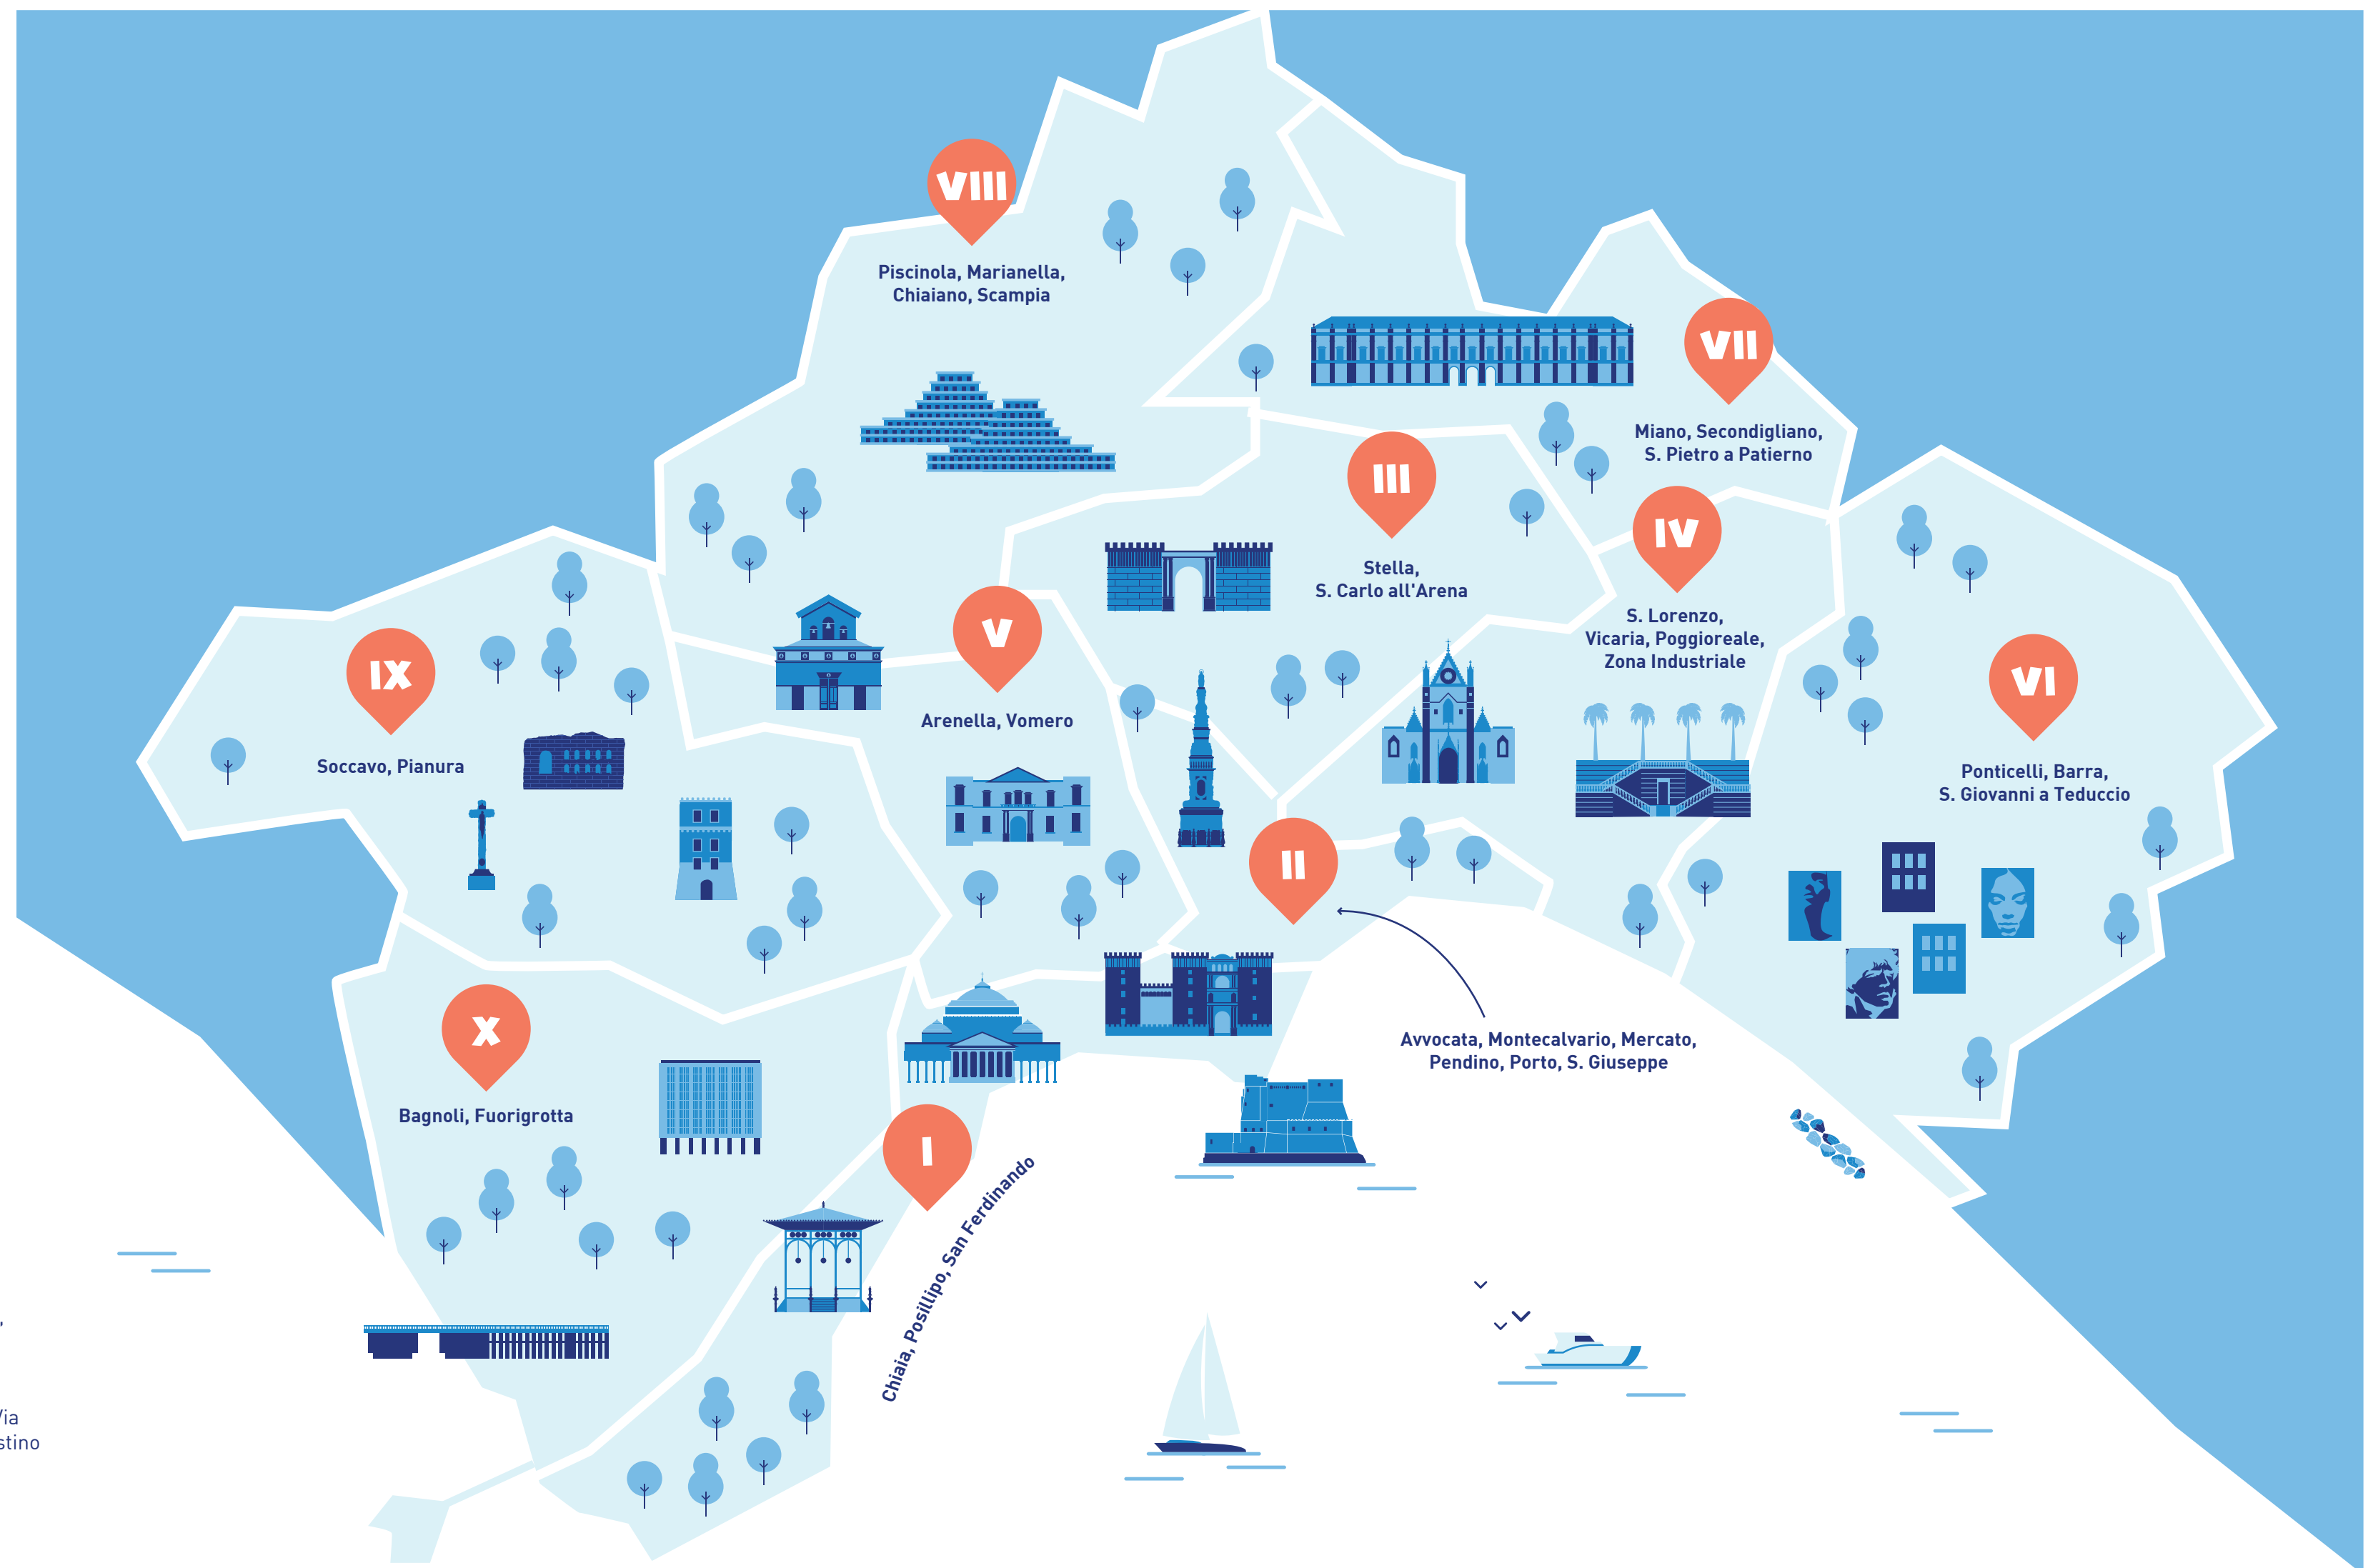 VIII
Piscinola, Marianella,
Chiaiano, Scampia
VII
Miano, Secondigliano,
S. Pietro a Patierno
III
Stella,
S. Carlo all'Arena
IV
S. Lorenzo,
Vicaria, Poggioreale,
Zona Industriale
V
Arenella, Vomero
IX
Soccavo, Pianura
VI
Ponticelli, Barra,
S. Giovanni a Teduccio
II
Avvocata, Montecalvario, Mercato,
Pendino, Porto, S. Giuseppe
X
Bagnoli, Fuorigrotta
I
Chiaia, Posillipo, San Ferdinando